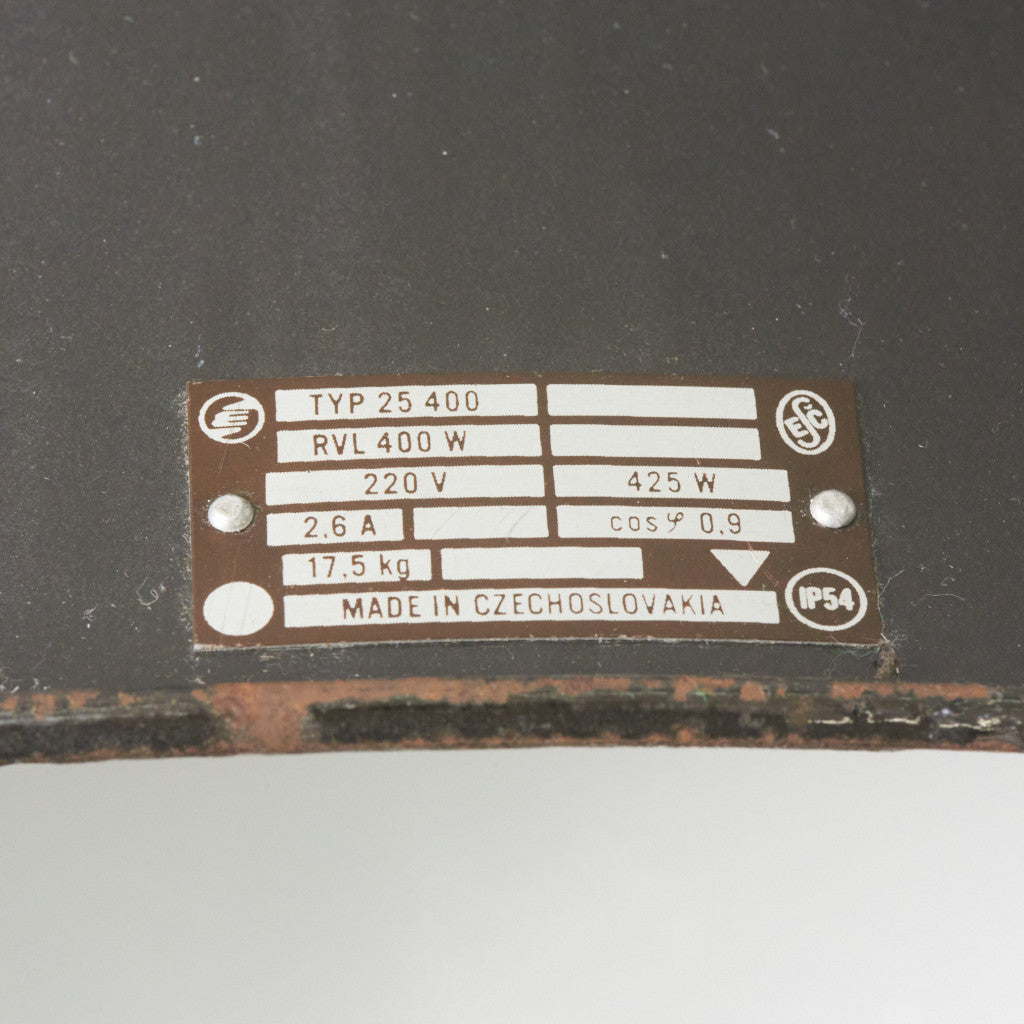 TYP 25 400
RVL 400 W
ESC
220 V 425 W
2,6 A cos φ 0,9
17,5 kg
MADE IN CZECHOSLOVAKIA
IP54